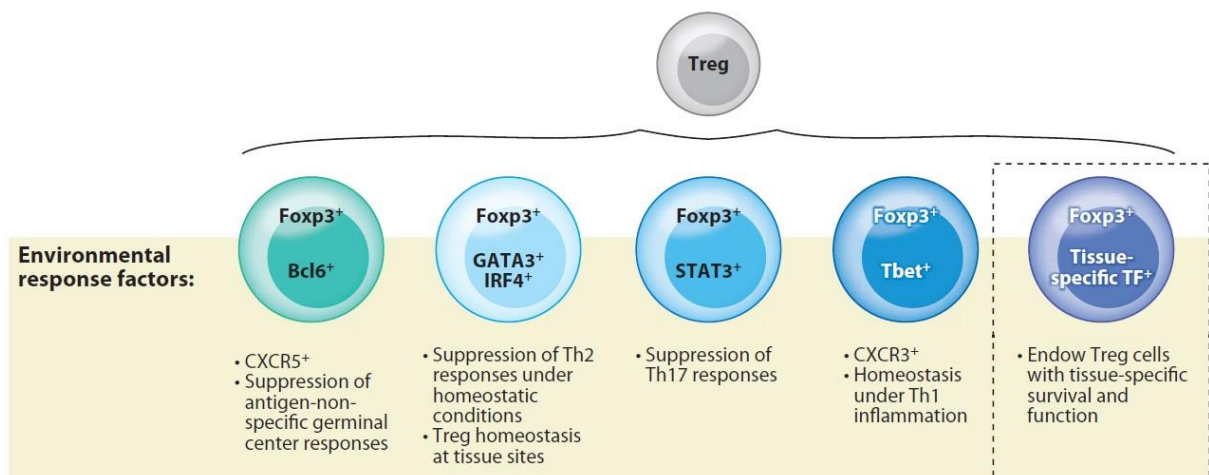 Treg
Foxp3⁺
Bcl6⁺
Foxp3⁺
GATA3⁺
IRF4⁺
Foxp3⁺
STAT3⁺
Foxp3⁺
Tbet⁺
Foxp3⁺
Tissue-
specific TF⁺
Environmental
response factors:
• CXCR5⁺
• Suppression of
antigen-non-
specific germinal
center responses
• Suppression of Th2
responses under
homeostatic
conditions
• Treg homeostasis
at tissue sites
• Suppression of
Th17 responses
• CXCR3⁺
• Homeostasis
under Th1
inflammation
• Endow Treg cells
with tissue-specific
survival and
function